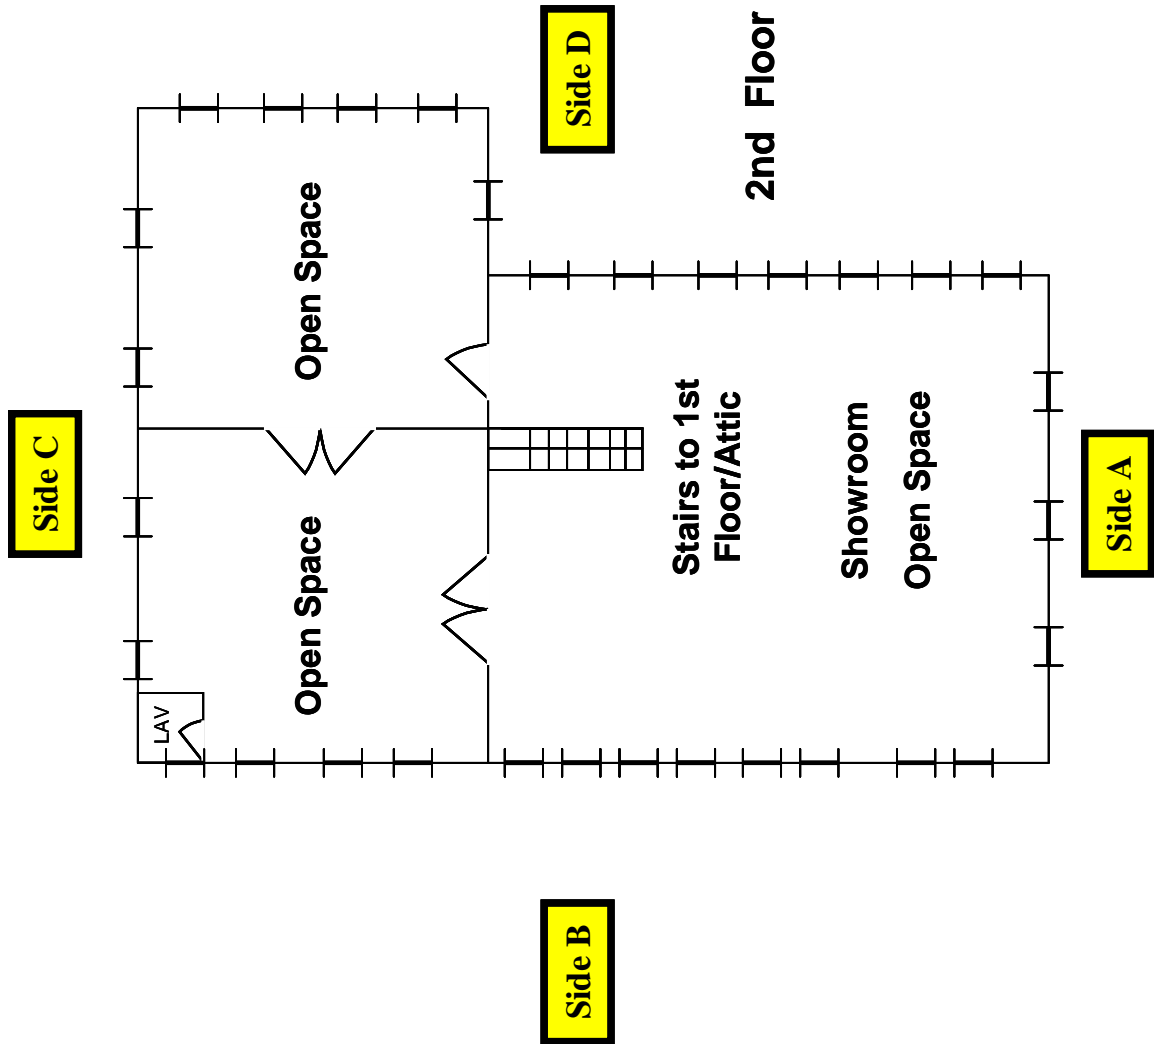 Side C
Side D
2nd Floor
Open Space
LAV
Open Space
Stairs to 1st
Floor/Attic
Showroom
Open Space
Side A
Side B